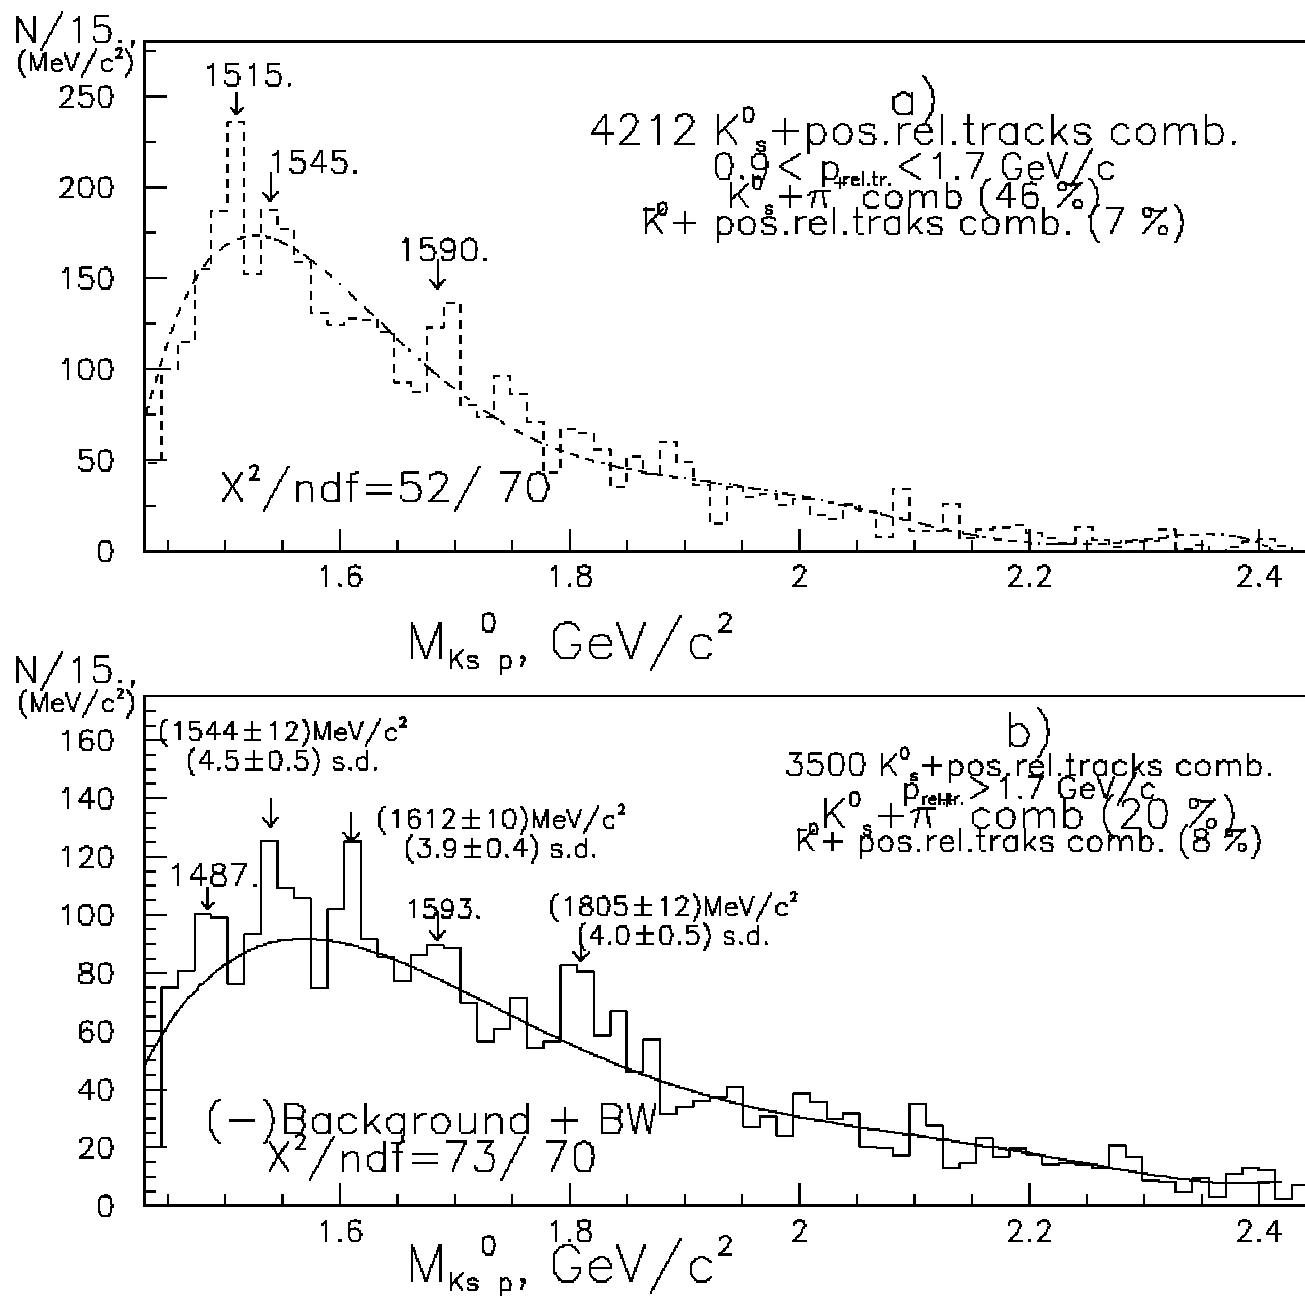 N/15.,
(MeV/c²)
250
200
150
100
50
0
1515.
1545.
1590.
a)
4212 K⁰s+pos.rel.tracks comb.
0.9< p+rel.tr. <1.7 GeV/c
K⁰s+π⁺ comb (46 %)
K⁰+ pos.rel.traks comb. (7 %)
X²/ndf=52/ 70
1.6
1.8
2
2.2
2.4
M Ks⁰ p, GeV/c²
N/15.,
(MeV/c²)
160
140
120
100
80
60
40
20
0
(1544±12)MeV/c²
(4.5±0.5) s.d.
1487.
(1612±10)MeV/c²
(3.9±0.4) s.d.
1593.
(1805±12)MeV/c²
(4.0±0.5) s.d.
b)
3500 K⁰s+pos.rel.tracks comb.
p rel.tr. >1.7 GeV/c
K⁰s+π⁺ comb (20 %)
K⁰+ pos.rel.traks comb. (8 %)
(−)Background + BW
X²/ndf=73/ 70
1.6
1.8
2
2.2
2.4
M Ks⁰ p, GeV/c²